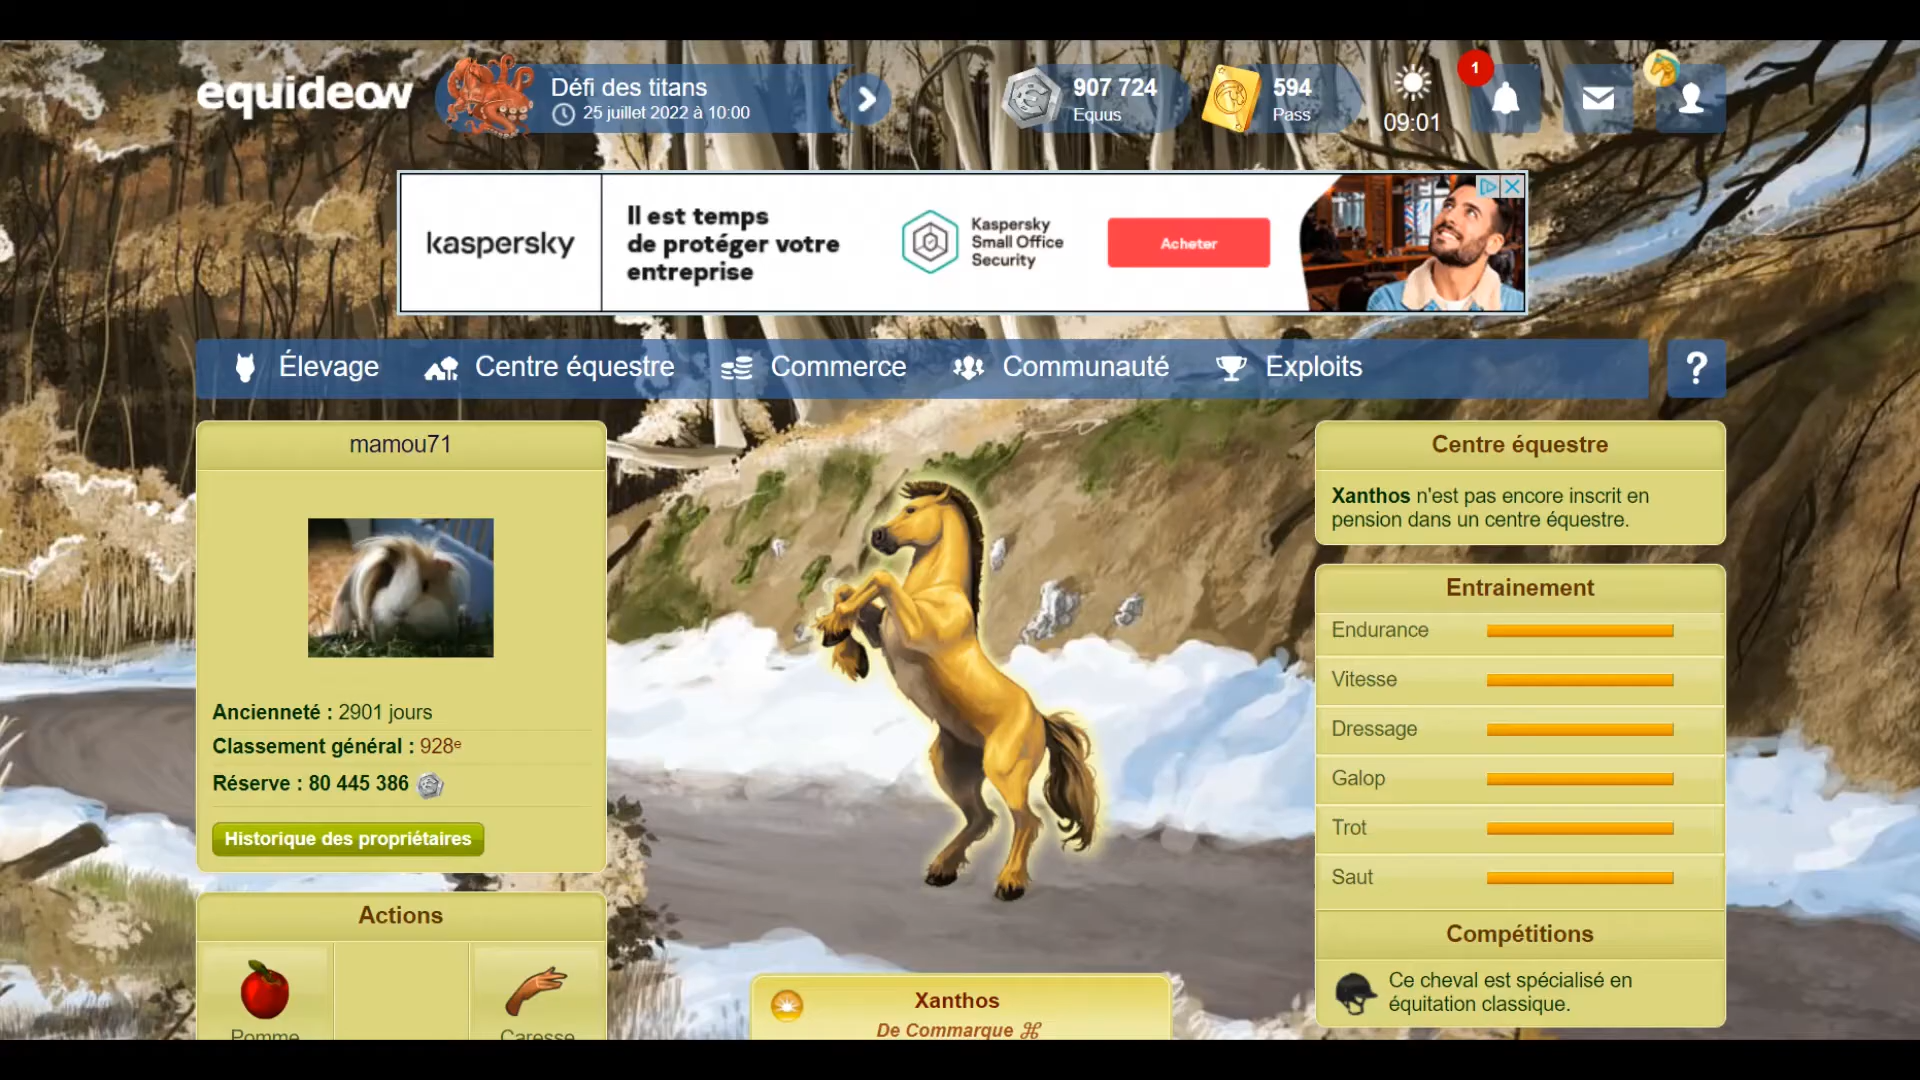 equideow
Défi des titans
25 juillet 2022 à 10:00
907 724
Equus
594
Pass
09:01
1
kaspersky
Il est temps
de protéger votre
entreprise
Kaspersky
Small Office
Security
Acheter
Élevage
Centre équestre
Commerce
Communauté
Exploits
?
mamou71
Ancienneté : 2901 jours
Classement général : 928e
Réserve : 80 445 386
Historique des propriétaires
Actions
Pomme
Caresse
Xanthos
De Commarque ⌘
Centre équestre
Xanthos n'est pas encore inscrit en
pension dans un centre équestre.
Entrainement
Endurance
Vitesse
Dressage
Galop
Trot
Saut
Compétitions
Ce cheval est spécialisé en
équitation classique.